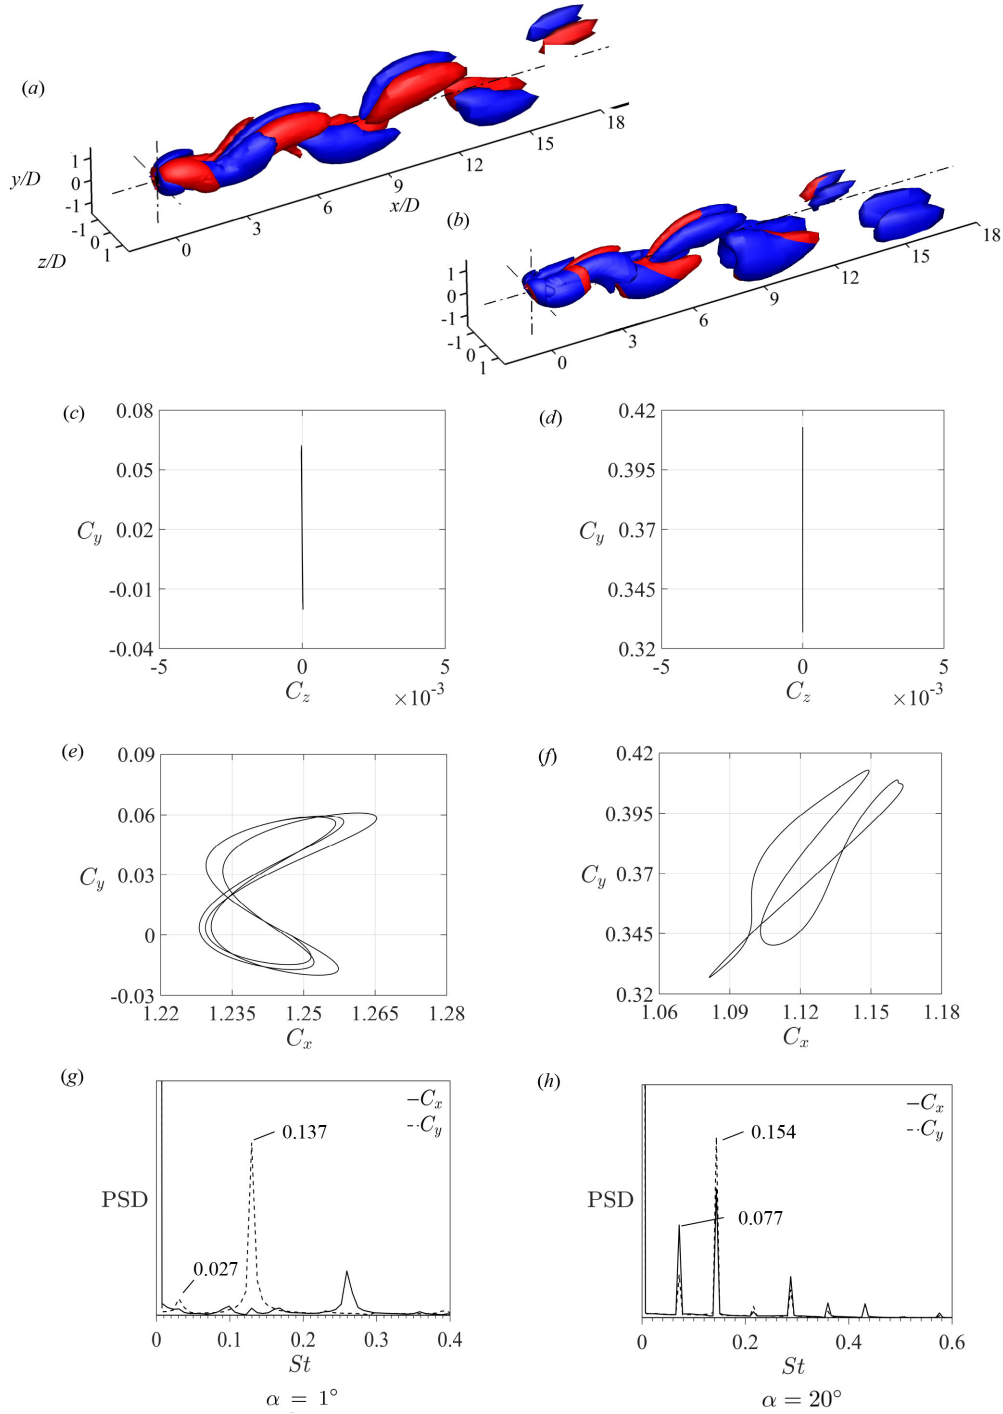 (a)
y/D
1
0
-1
-1
0
1
z/D
0
3
6
9
12
15
18
x/D
(b)
1
0
-1
-1
0
1
0
3
6
9
12
15
18
(c)
0.08
0.05
C_y 0.02
-0.01
-0.04
-5 0 5
C_z ×10⁻³
(d)
0.42
0.395
C_y 0.37
0.345
0.32
-5 0 5
C_z ×10⁻³
(e)
0.09
0.06
C_y 0.03
0
-0.03
1.22 1.235 1.25 1.265 1.28
C_x
(f)
0.42
0.395
C_y 0.37
0.345
0.32
1.06 1.09 1.12 1.15 1.18
C_x
(g)
C_x
C_y
0.137
PSD
0.027
0 0.1 0.2 0.3 0.4
St
α = 1°
(h)
C_x
C_y
0.154
PSD
0.077
0 0.2 0.4 0.6
St
α = 20°